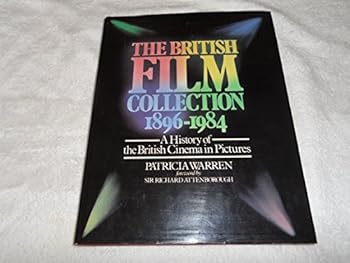 THE BRITISH
FILM
COLLECTION
1896-1984
A History of
the British Cinema in Pictures
PATRICIA WARREN
foreword by
SIR RICHARD ATTENBOROUGH